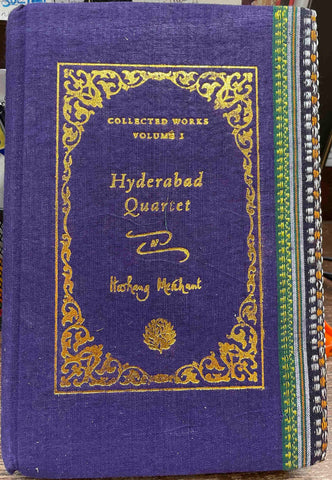 COLLECTED WORKS
VOLUME I
Hyderabad
Quartet
Hoshang Merchant